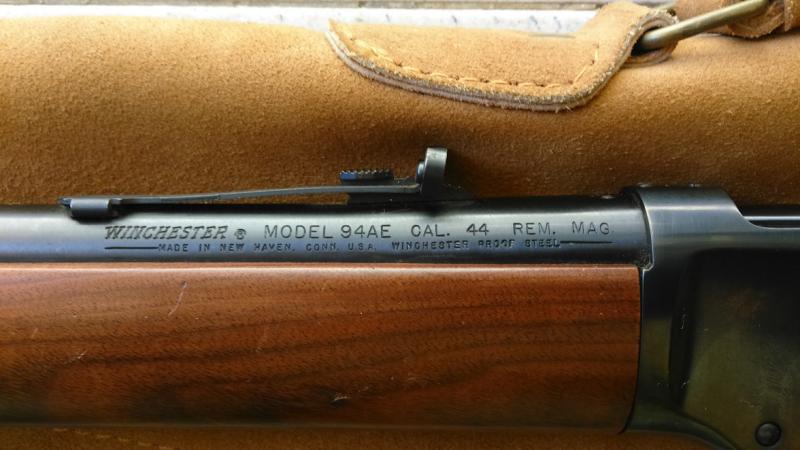 WINCHESTER ® MODEL 94AE CAL. 44 REM. MAG
MADE IN NEW HAVEN, CONN. U.S.A. WINCHESTER PROOF STEEL